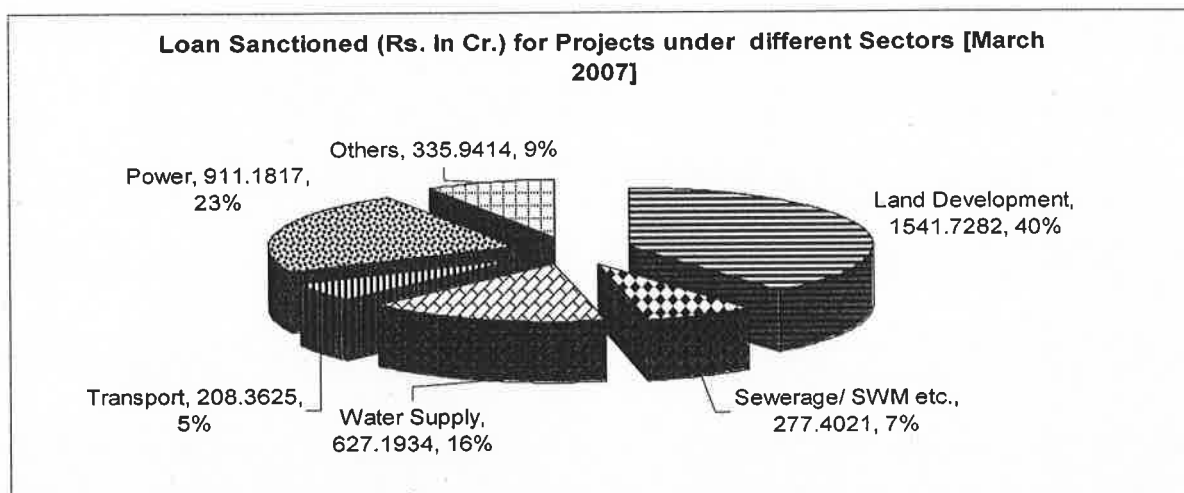 Loan Sanctioned (Rs. In Cr.) for Projects under different Sectors [March
2007]
Others, 335.9414, 9%
Power, 911.1817,
23%
Land Development,
1541.7282, 40%
Transport, 208.3625,
5%
Water Supply,
627.1934, 16%
Sewerage/ SWM etc.,
277.4021, 7%